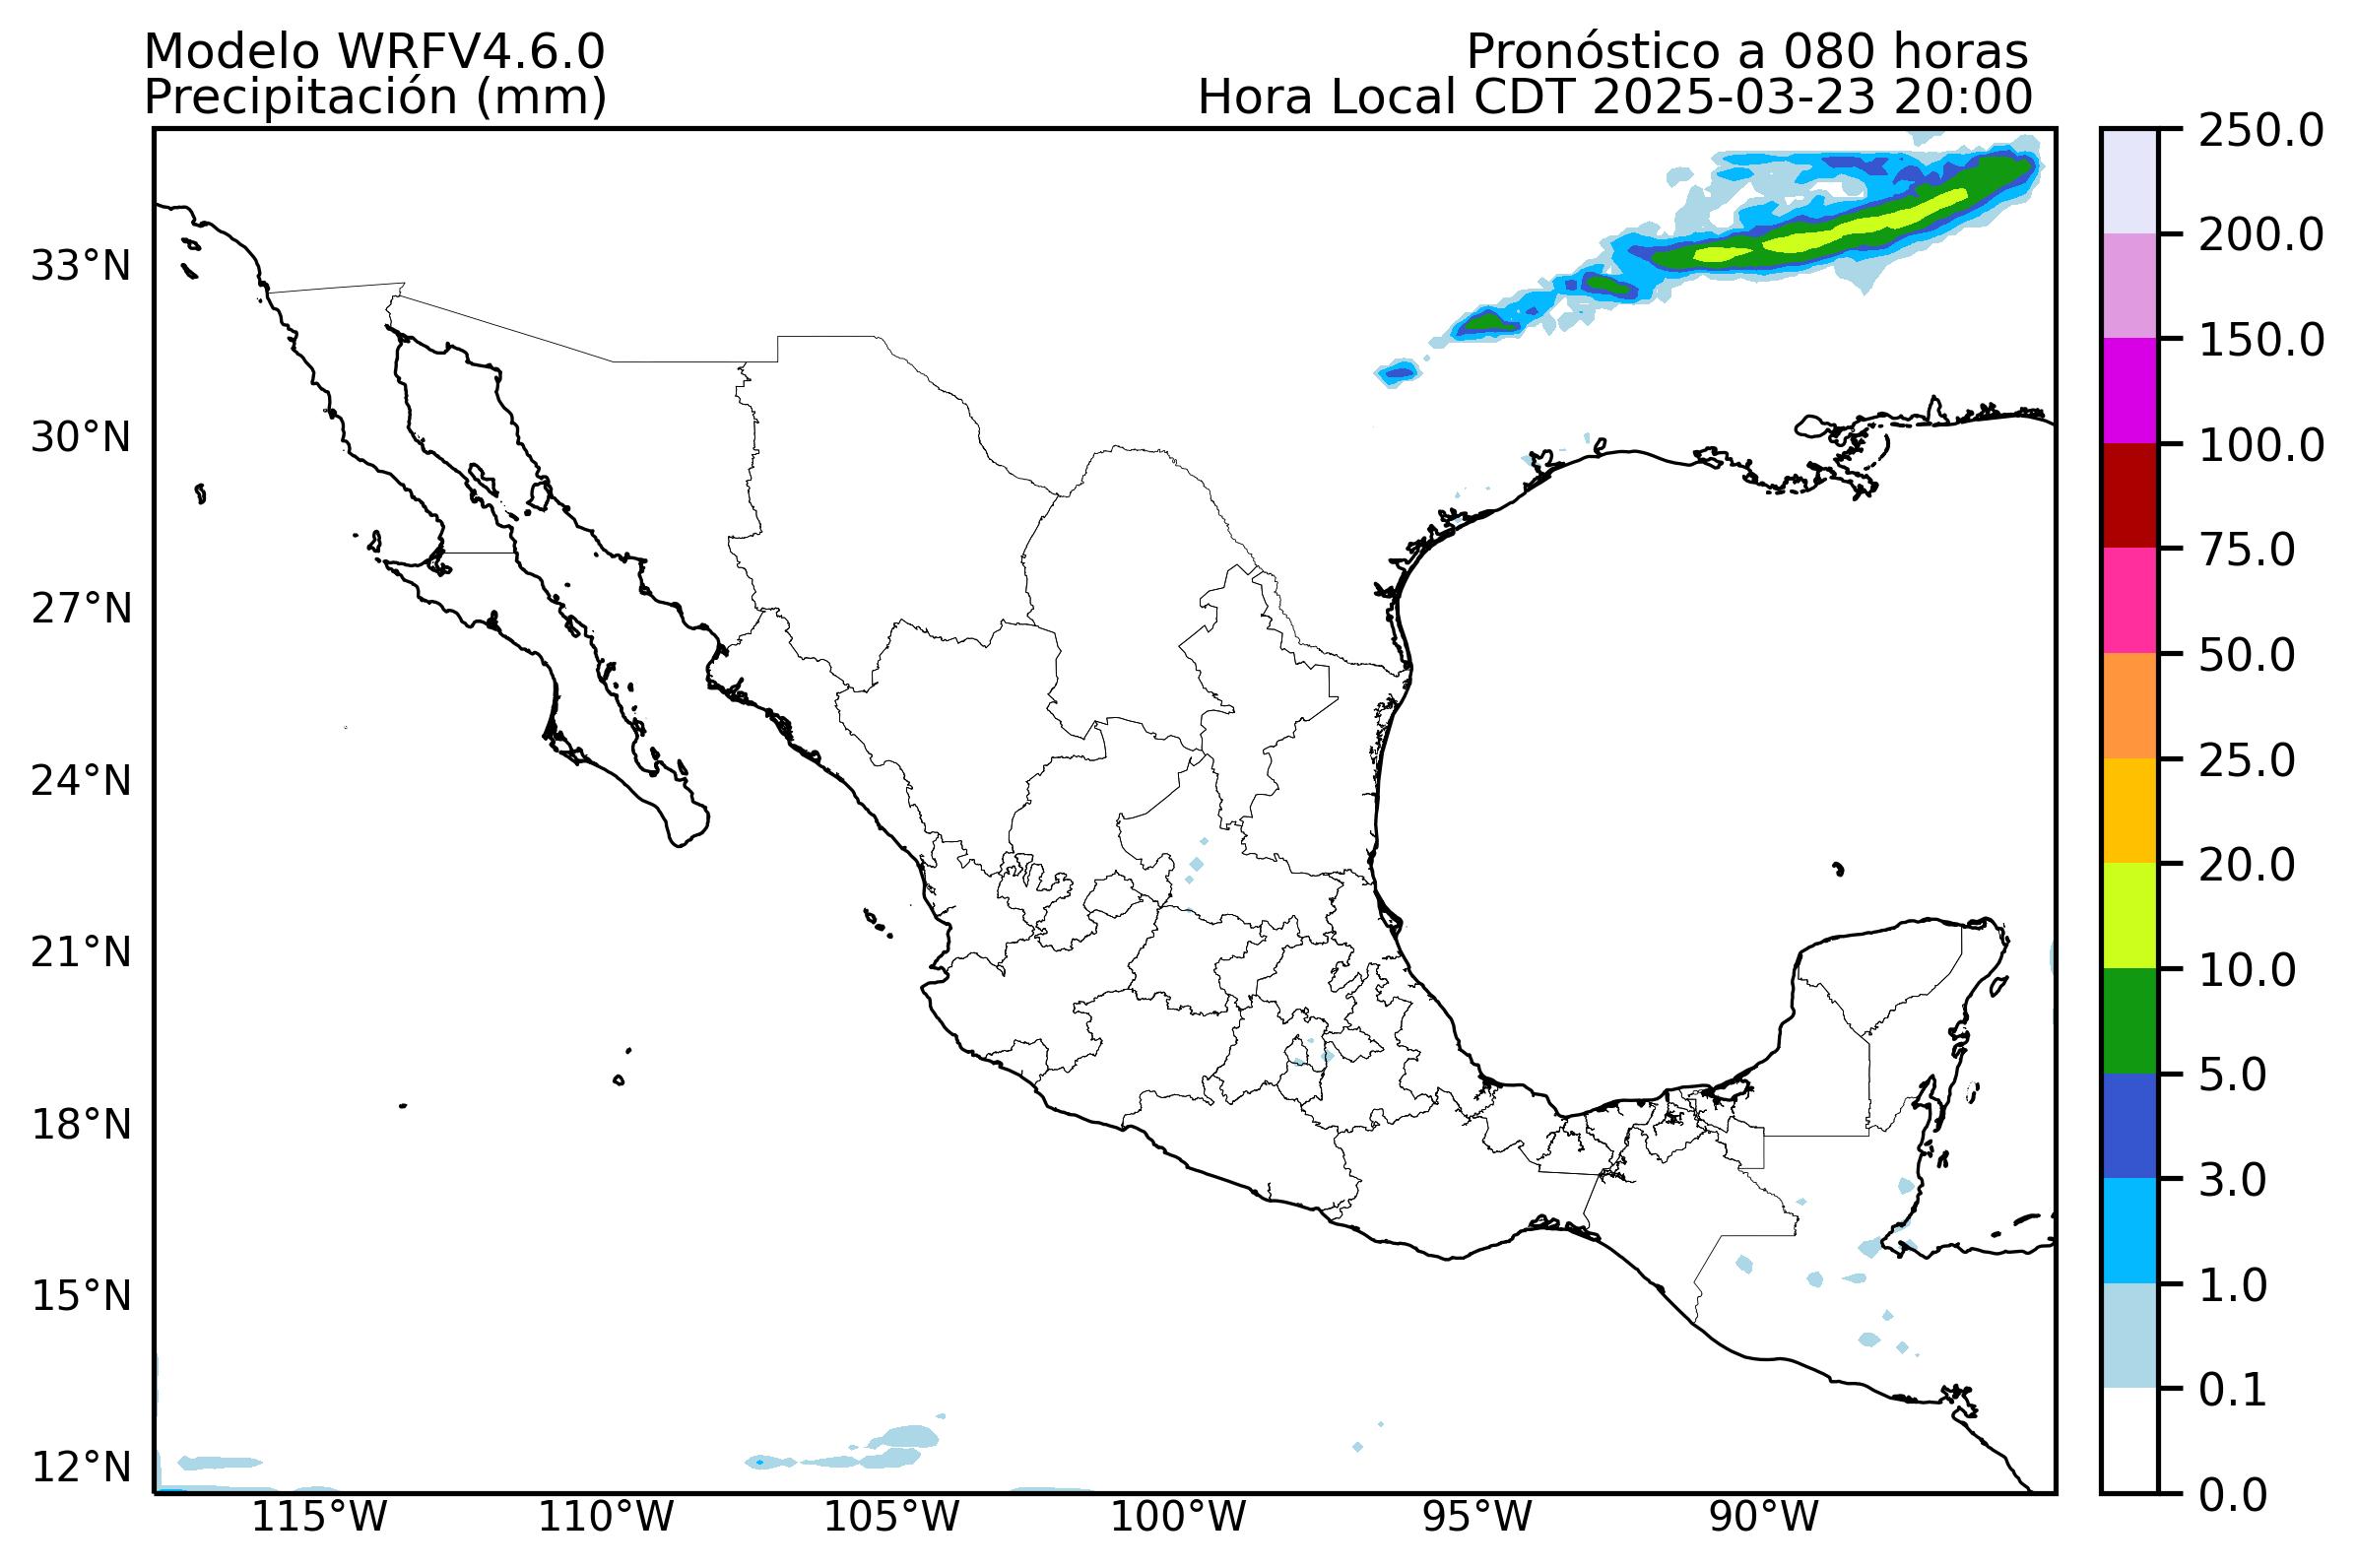 Modelo WRFV4.6.0
Pronóstico a 080 horas
Precipitación (mm)
Hora Local CDT 2025-03-23 20:00
33°N
30°N
27°N
24°N
21°N
18°N
15°N
12°N
115°W
110°W
105°W
100°W
95°W
90°W
250.0
200.0
150.0
100.0
75.0
50.0
25.0
20.0
10.0
5.0
3.0
1.0
0.1
0.0